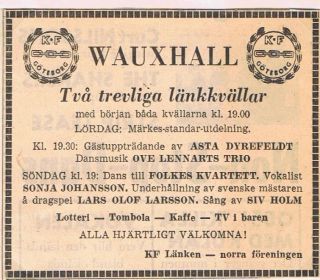 K·F
GÖTEBORG
K·F
GÖTEBORG
WAUXHALL
Två trevliga länkkvällar
med början båda kvällarna kl. 19.00
LÖRDAG: Märkes-standar-utdelning.
Kl. 19.30: Gästuppträdande av ASTA DYREFELDT
Dansmusik OVE LENNARTS TRIO
SÖNDAG kl. 19: Dans till FOLKES KVARTETT. Vokalist
SONJA JOHANSSON. Underhållning av svenske mästaren
å dragspel LARS OLOF LARSSON. Sång av SIV HOLM
Lotteri — Tombola — Kaffe — TV i baren
ALLA HJÄRTLIGT VÄLKOMNA!
KF Länken — norra föreningen